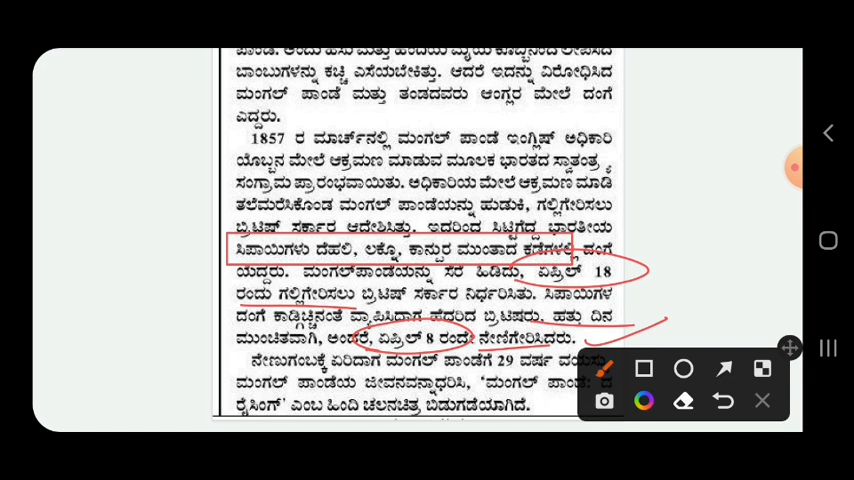 ಪಾಂಡೆ. ಅಂದು ಹಸು ಮತ್ತು ಹಂದಿಯ ಮೈಯ ಕೊಬ್ಬಿನಿಂದ ಲೇಪಿಸಿದ
ಬಾಂಬುಗಳನ್ನು ಕಚ್ಚಿ ಎಸೆಯಬೇಕಿತ್ತು. ಆದರೆ ಇದನ್ನು ವಿರೋಧಿಸಿದ
ಮಂಗಲ್ ಪಾಂಡೆ ಮತ್ತು ತಂಡದವರು ಆಂಗ್ಲರ ಮೇಲೆ ದಂಗೆ
ಎದ್ದರು.
1857 ರ ಮಾರ್ಚ್‌ನಲ್ಲಿ ಮಂಗಲ್ ಪಾಂಡೆ ಇಂಗ್ಲಿಷ್ ಅಧಿಕಾರಿ
ಯೊಬ್ಬನ ಮೇಲೆ ಆಕ್ರಮಣ ಮಾಡುವ ಮೂಲಕ ಭಾರತದ ಸ್ವಾತಂತ್ರ್ಯ
ಸಂಗ್ರಾಮ ಪ್ರಾರಂಭವಾಯಿತು. ಅಧಿಕಾರಿಯ ಮೇಲೆ ಆಕ್ರಮಣ ಮಾಡಿ
ತಲೆಮರೆಸಿಕೊಂಡ ಮಂಗಲ್ ಪಾಂಡೆಯನ್ನು ಹುಡುಕಿ, ಗಲ್ಲಿಗೇರಿಸಲು
ಬ್ರಿಟಿಷ್ ಸರ್ಕಾರ ಆದೇಶಿಸಿತ್ತು. ಇದರಿಂದ ಸಿಟ್ಟಿಗೆದ್ದ ಭಾರತೀಯ
ಸಿಪಾಯಿಗಳು ದೆಹಲಿ, ಲಕ್ನೊ, ಕಾನ್ಪುರ ಮುಂತಾದ ಕಡೆಗಳಲ್ಲಿ ದಂಗೆ
ಯೆದ್ದರು. ಮಂಗಲ್‌ಪಾಂಡೆಯನ್ನು ಸೆರೆ ಹಿಡಿದು, ಏಪ್ರಿಲ್ 18
ರಂದು ಗಲ್ಲಿಗೇರಿಸಲು ಬ್ರಿಟಿಷ್ ಸರ್ಕಾರ ನಿರ್ಧರಿಸಿತು. ಸಿಪಾಯಿಗಳ
ದಂಗೆ ಕಾಡ್ಗಿಚ್ಚಿನಂತೆ ವ್ಯಾಪಿಸಿದಾಗ ಹೆದರಿದ ಬ್ರಿಟಿಷರು, ಹತ್ತು ದಿನ
ಮುಂಚಿತವಾಗಿ, ಅಂದರೆ, ಏಪ್ರಿಲ್ 8 ರಂದೇ ನೇಣಿಗೇರಿಸಿದರು.
ನೇಣುಗಂಬಕ್ಕೆ ಏರಿದಾಗ ಮಂಗಲ್ ಪಾಂಡೆಗೆ 29 ವರ್ಷ ವಯಸ್ಸು.
ಮಂಗಲ್ ಪಾಂಡೆಯ ಜೀವನವನ್ನಾಧರಿಸಿ, ‘ಮಂಗಲ್ ಪಾಂಡೆ: ದ
ರೈಸಿಂಗ್’ ಎಂಬ ಹಿಂದಿ ಚಲನಚಿತ್ರ ಬಿಡುಗಡೆಯಾಗಿದೆ.